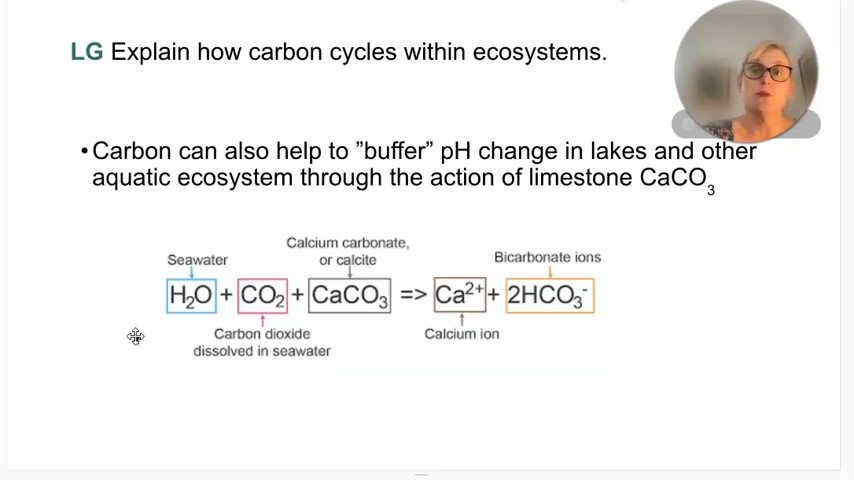 LG Explain how carbon cycles within ecosystems.
•Carbon can also help to ”buffer” pH change in lakes and other
aquatic ecosystem through the action of limestone CaCO3
Calcium carbonate,
Seawater or calcite Bicarbonate ions
H2O + CO2 + CaCO3 => Ca2+ + 2HCO3-
Carbon dioxide Calcium ion
dissolved in seawater